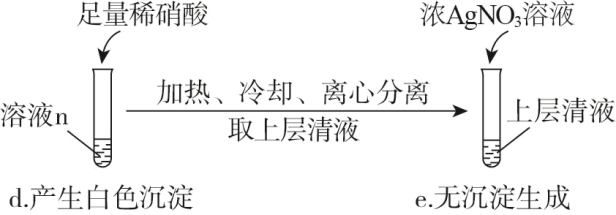 足量稀硝酸
浓AgNO₃溶液
加热、冷却、离心分离
取上层清液
溶液n
上层清液
d.产生白色沉淀
e.无沉淀生成